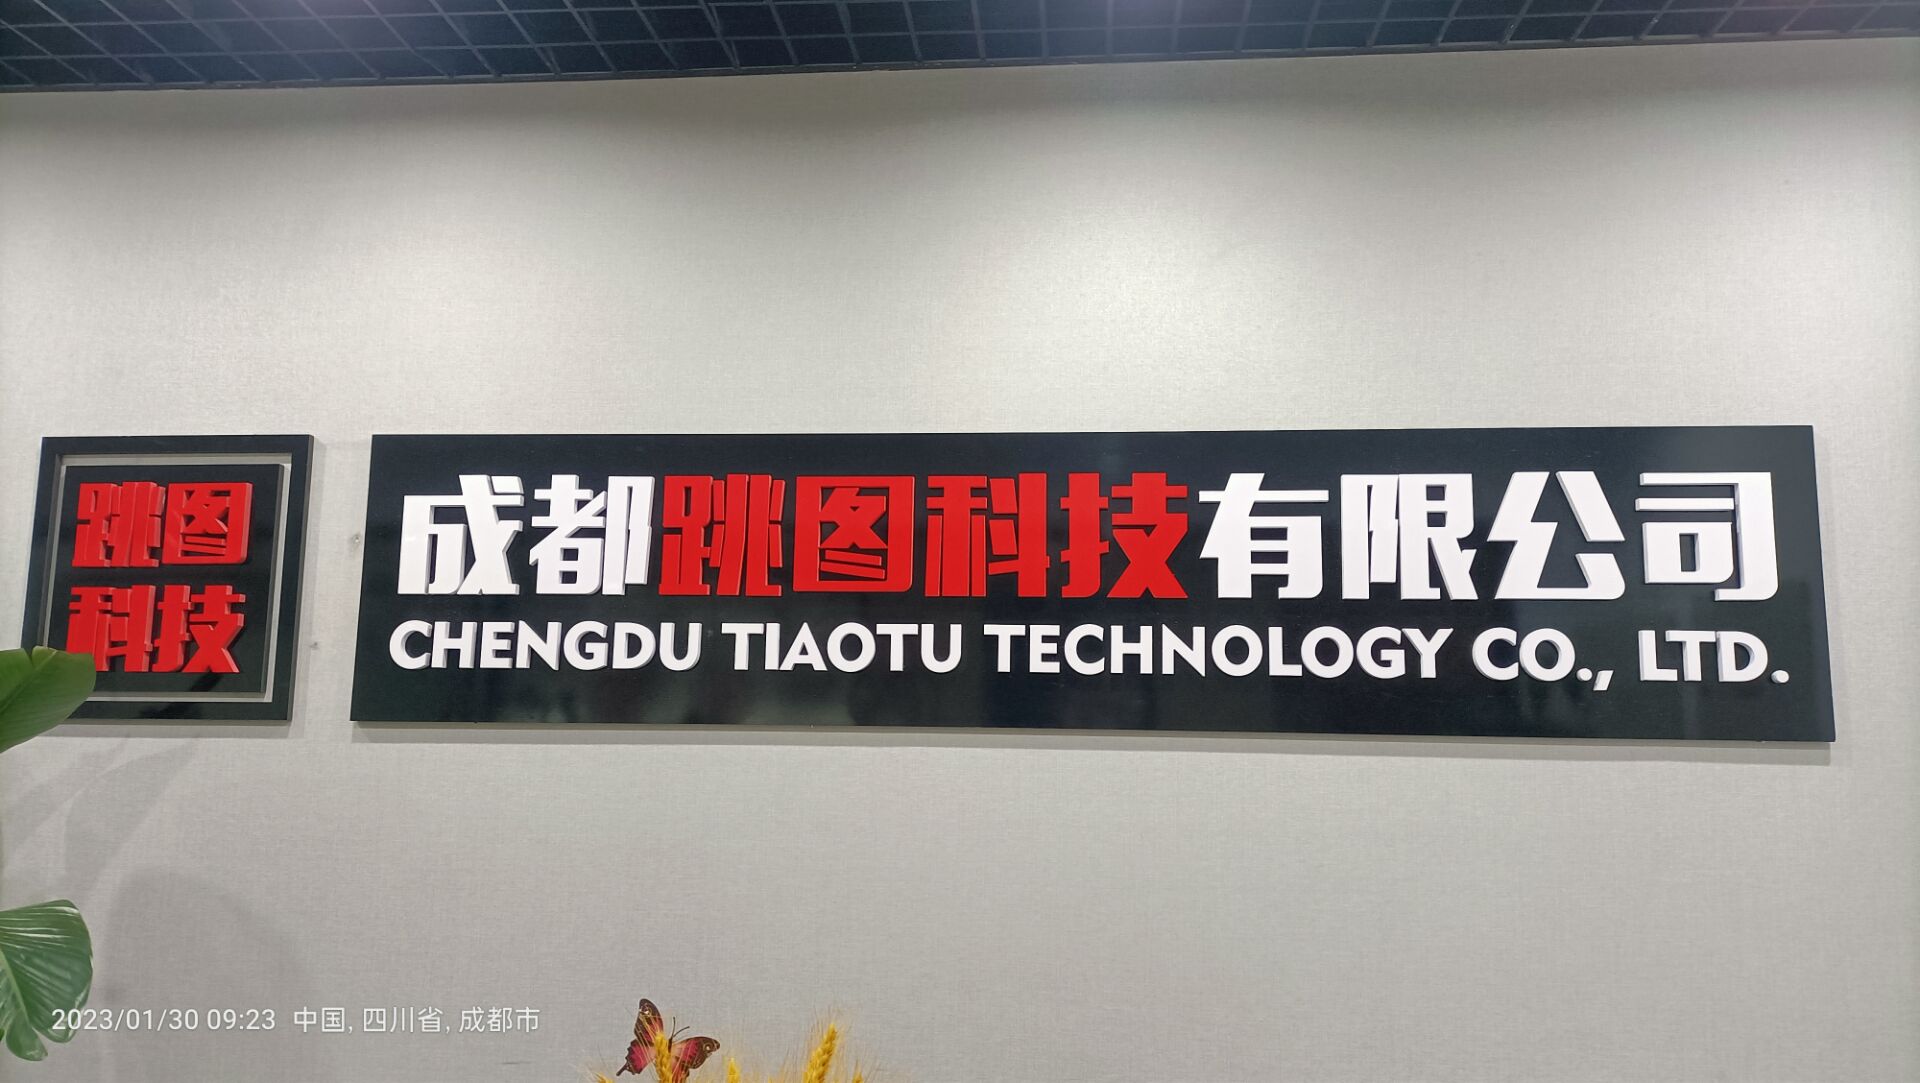 跳图
科技
成都跳图科技有限公司
CHENGDU TIAOTU TECHNOLOGY CO., LTD.
2023/01/30 09:23 中国, 四川省, 成都市